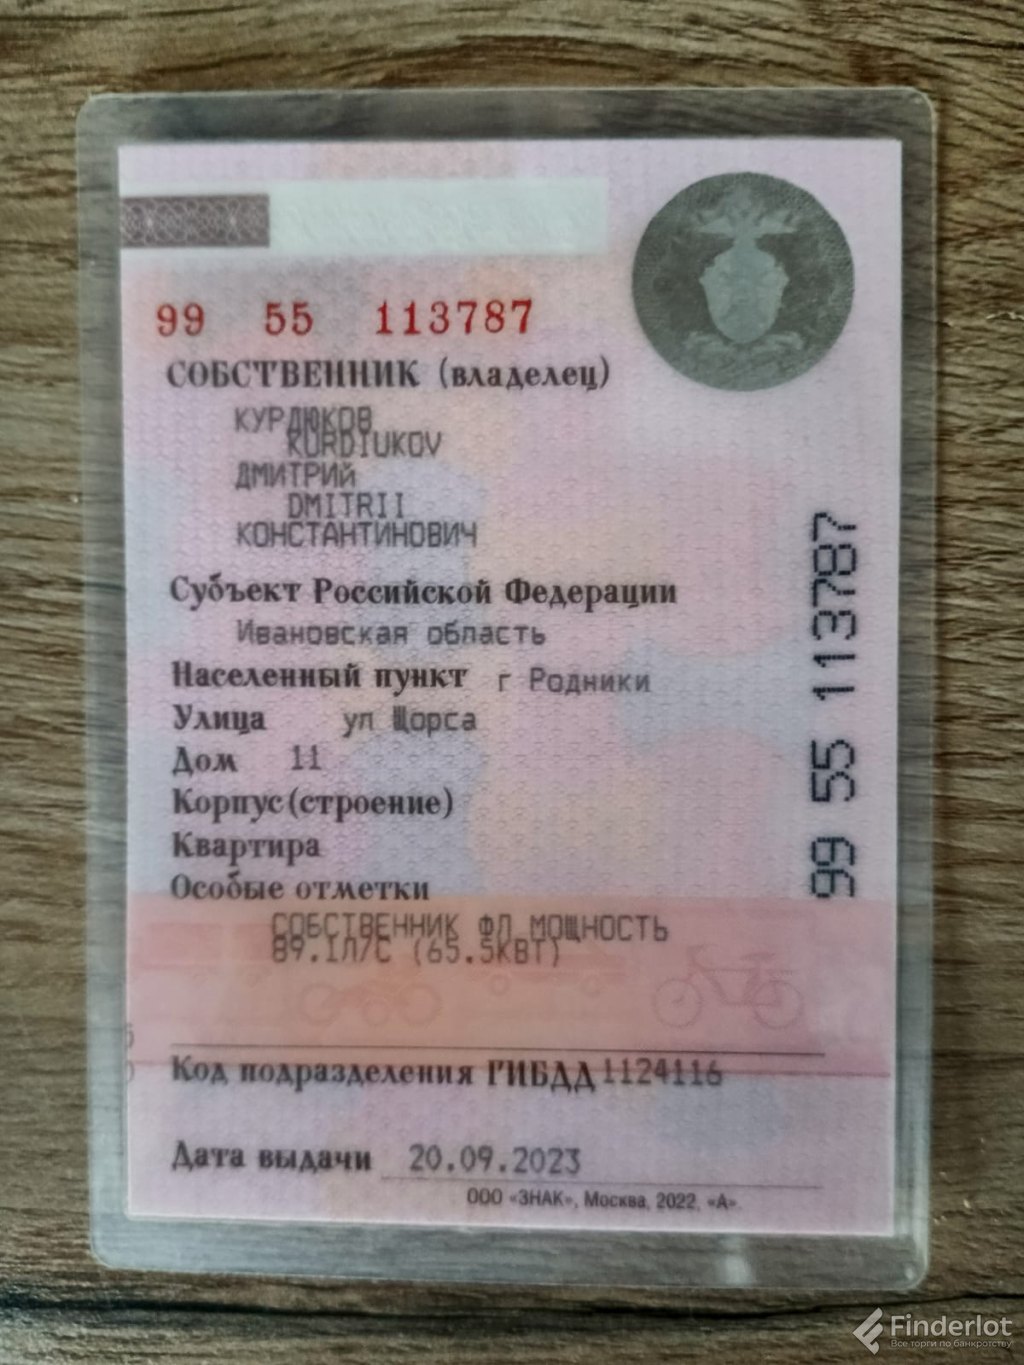 99 55 113787
СОБСТВЕННИК (владелец)
КУРДЮКОВ
KURDIUKOV
ДМИТРИЙ
DMITRII
КОНСТАНТИНОВИЧ
Субъект Российской Федерации
Ивановская область
Населенный пункт г Родники
Улица ул Щорса
Дом 11
Корпус(строение)
Квартира
Особые отметки
СОБСТВЕННИК ФЛ МОЩНОСТЬ
89.1Л/С (65.5КВТ)
Код подразделения ГИБДД 1124116
Дата выдачи 20.09.2023
ООО «ЗНАК», Москва, 2022, «А».
99 55 113787
Finderlot
Все торги по банкротству